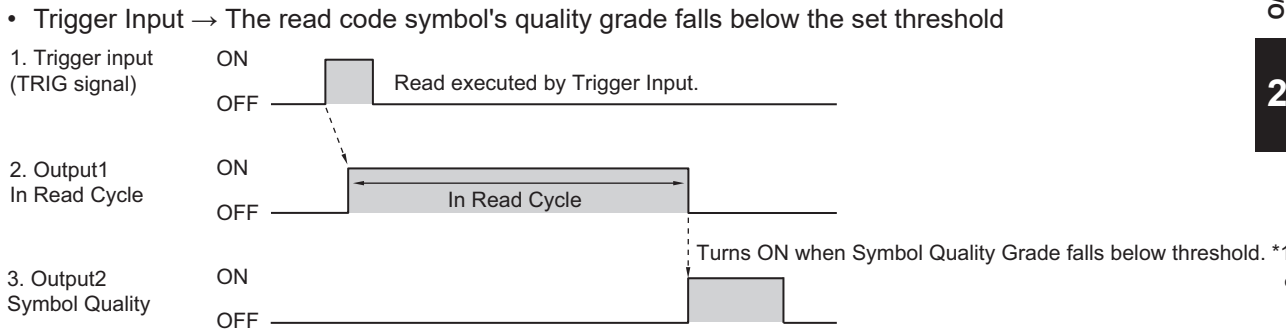 • Trigger Input → The read code symbol's quality grade falls below the set threshold
1. Trigger input
(TRIG signal)
ON
OFF
Read executed by Trigger Input.
2. Output1
In Read Cycle
ON
OFF
In Read Cycle
Turns ON when Symbol Quality Grade falls below threshold. *1
3. Output2
Symbol Quality
ON
OFF
2